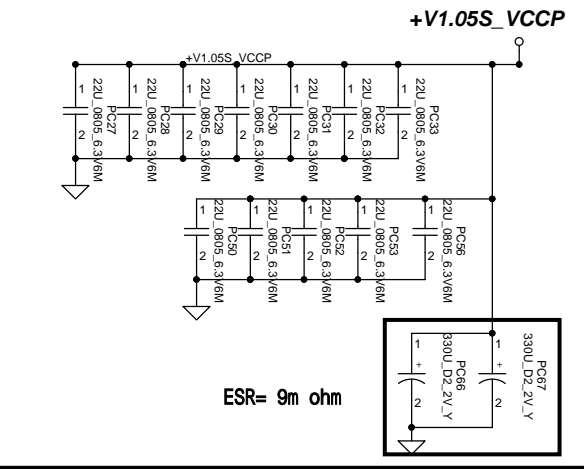 +V1.05S_VCCP
+V1.05S_VCCP
1
2
PC27
22U_0805_6.3V6M
1
2
PC28
22U_0805_6.3V6M
1
2
PC29
22U_0805_6.3V6M
1
2
PC30
22U_0805_6.3V6M
1
2
PC31
22U_0805_6.3V6M
1
2
PC32
22U_0805_6.3V6M
1
2
PC33
22U_0805_6.3V6M
1
2
PC50
22U_0805_6.3V6M
1
2
PC51
22U_0805_6.3V6M
1
2
PC52
22U_0805_6.3V6M
1
2
PC53
22U_0805_6.3V6M
1
2
PC56
22U_0805_6.3V6M
1
+
2
PC66
330U_D2_2V_Y
1
+
2
PC67
330U_D2_2V_Y
ESR= 9m ohm